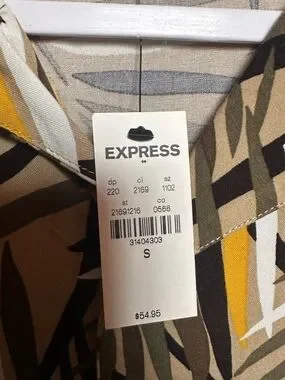 EXPRESS
dp cl sz
220 2169 1102
st co
21691216 0566
31404303
S
$54.95